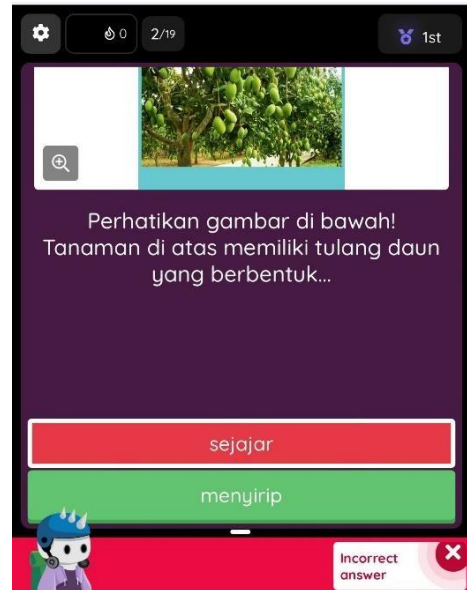 0
2/19
1st
Perhatikan gambar di bawah!
Tanaman di atas memiliki tulang daun
yang berbentuk...
sejajar
menyirip
Incorrect
answer